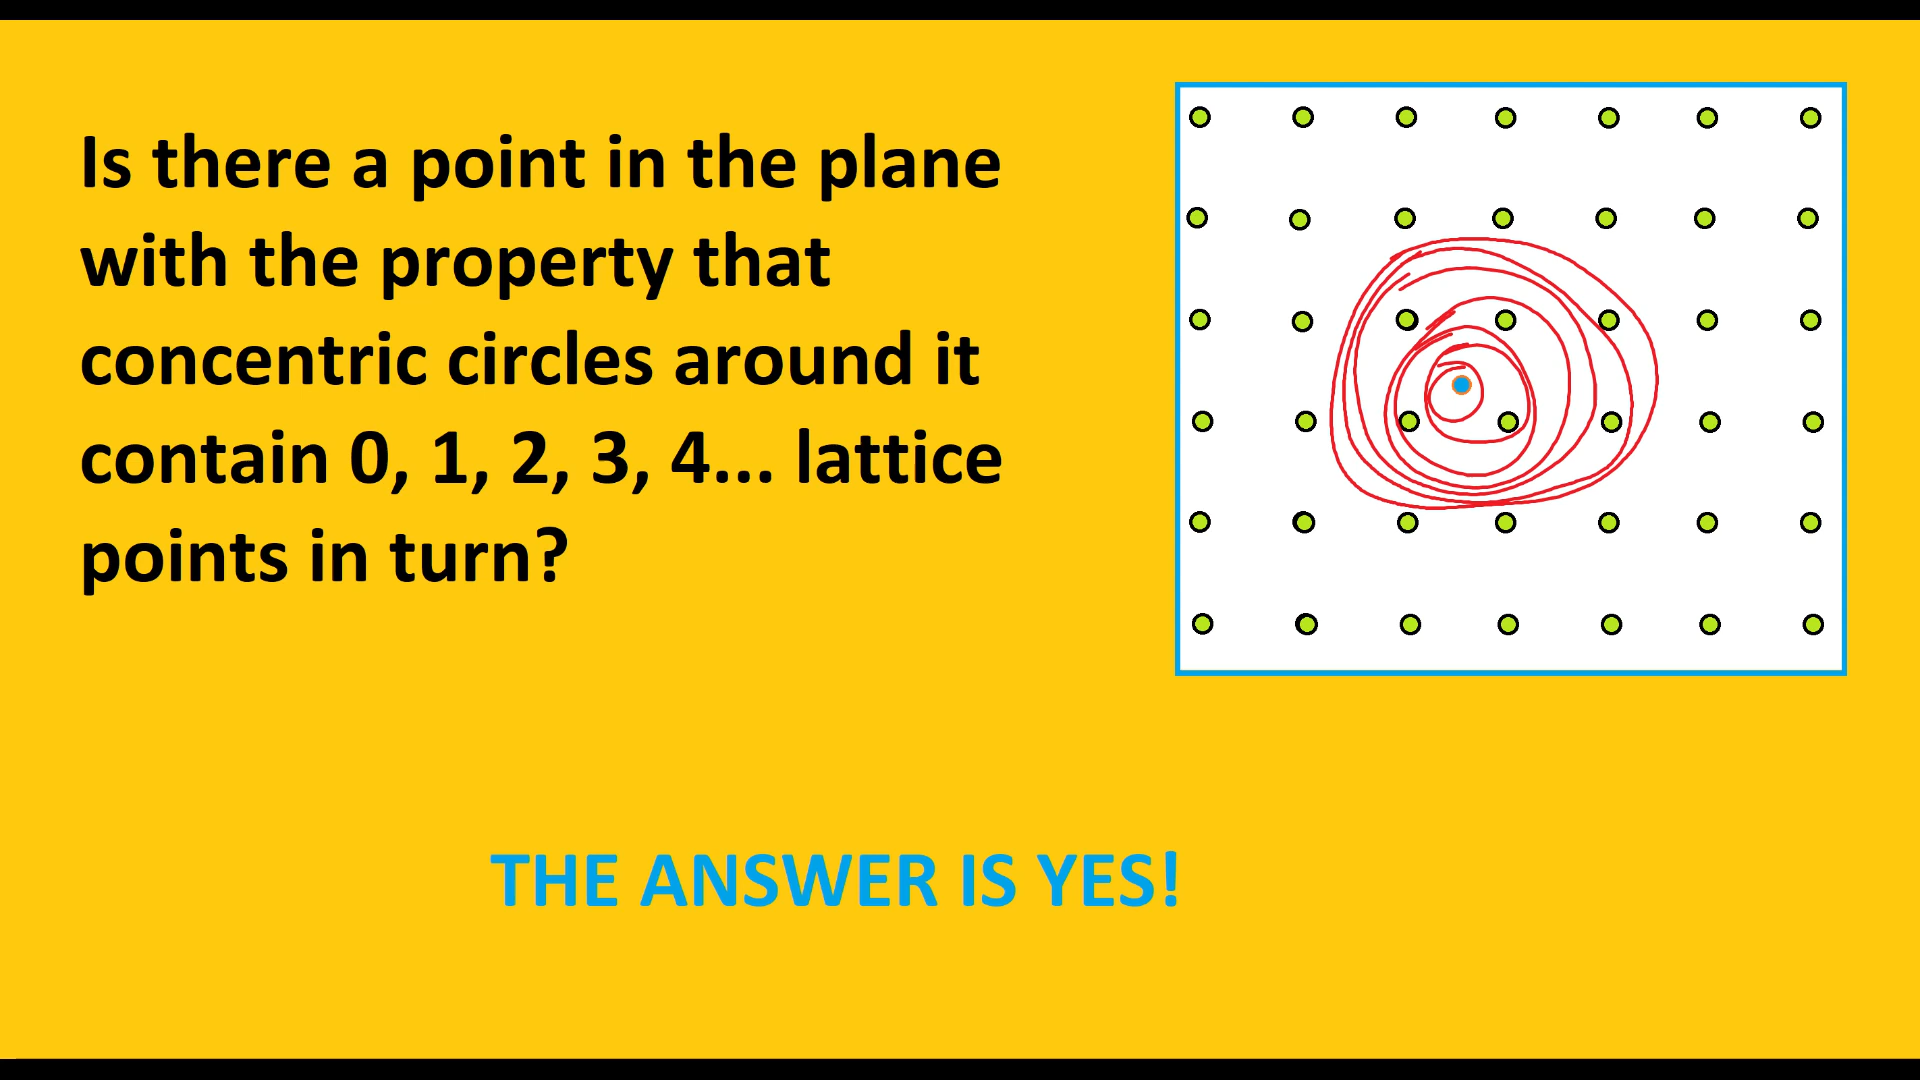 Is there a point in the plane
with the property that
concentric circles around it
contain 0, 1, 2, 3, 4... lattice
points in turn?
THE ANSWER IS YES!